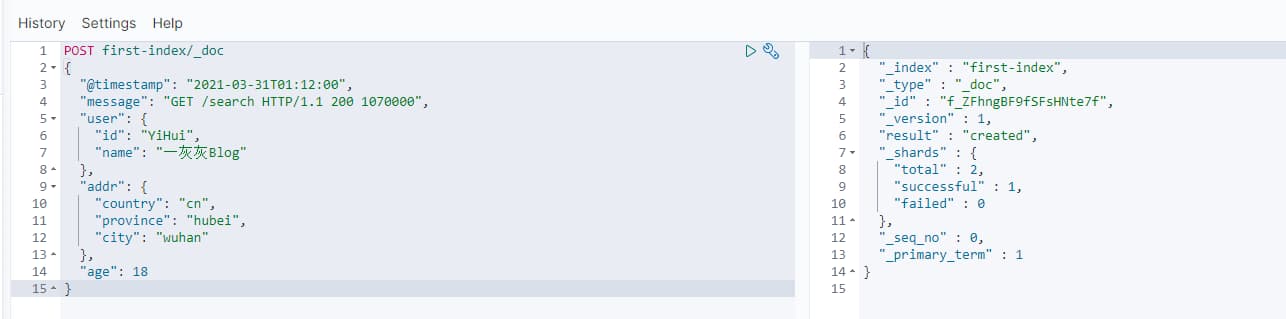 History Settings Help
1 POST first-index/_doc
2 {
3 "@timestamp": "2021-03-31T01:12:00",
4 "message": "GET /search HTTP/1.1 200 1070000",
5 "user": {
6 "id": "YiHui",
7 "name": "一灰灰Blog"
8 },
9 "addr": {
10 "country": "cn",
11 "province": "hubei",
12 "city": "wuhan"
13 },
14 "age": 18
15 }
1 {
2 "_index" : "first-index",
3 "_type" : "_doc",
4 "_id" : "f_ZFhngBF9fSFsHNte7f",
5 "_version" : 1,
6 "result" : "created",
7 "_shards" : {
8 "total" : 2,
9 "successful" : 1,
10 "failed" : 0
11 },
12 "_seq_no" : 0,
13 "_primary_term" : 1
14 }
15